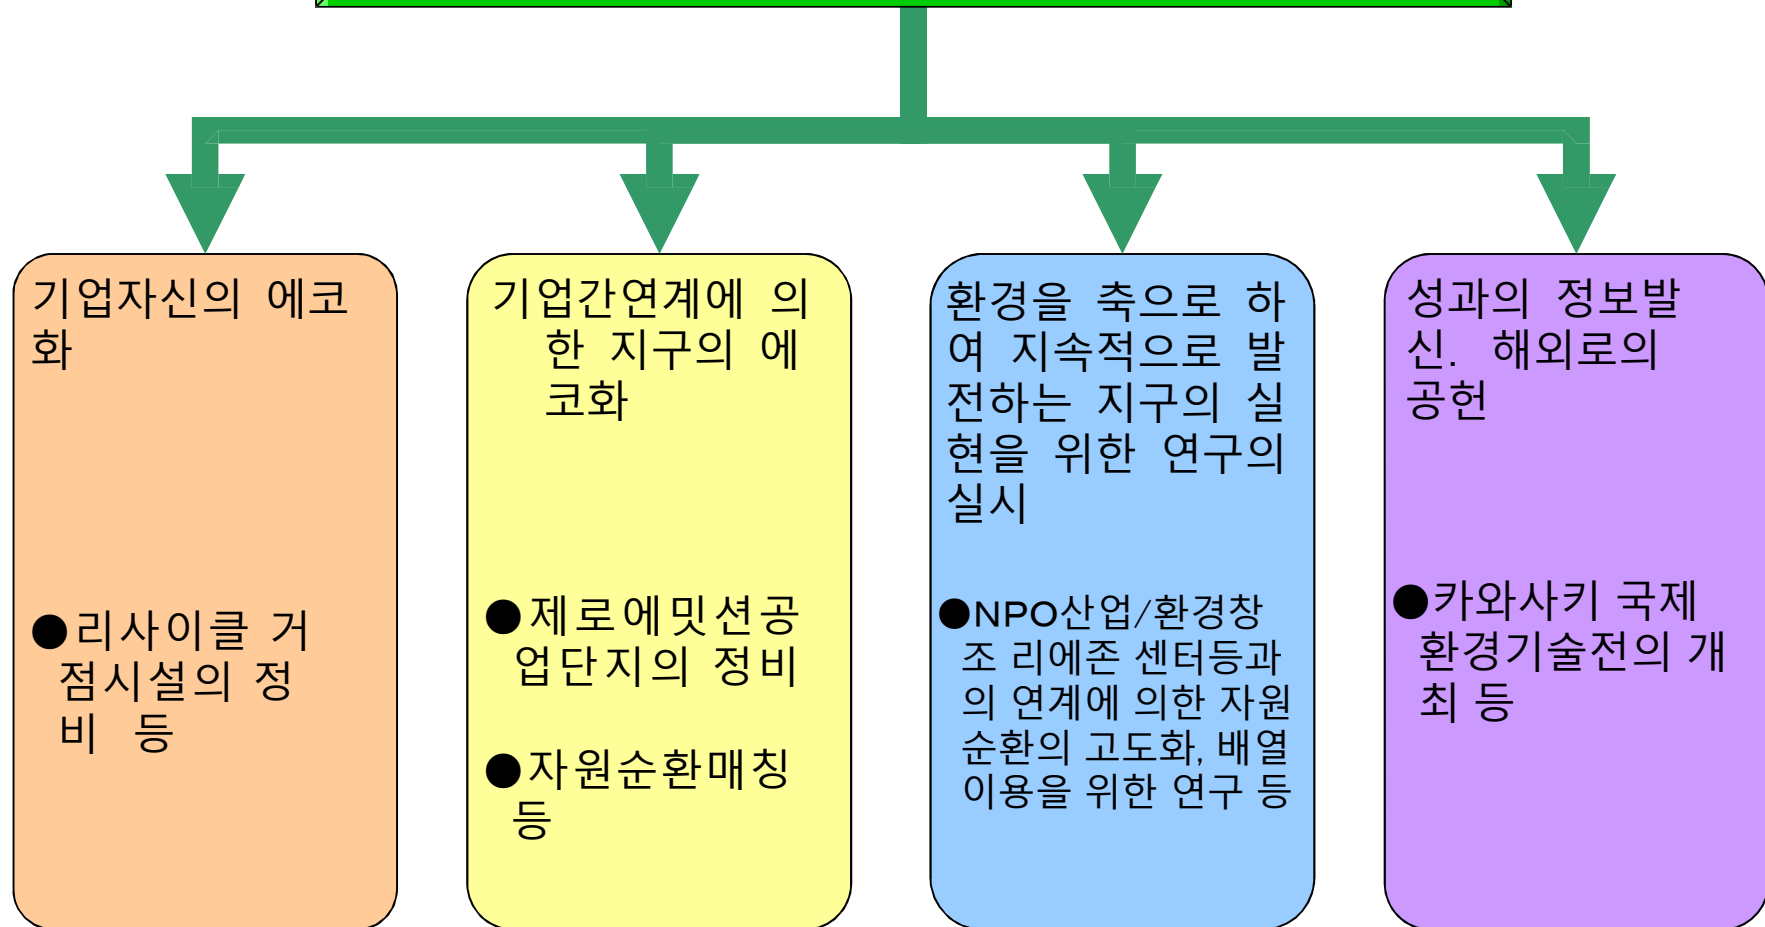 기업자신의 에코
화
●리사이클 거
점시설의 정
비 등
기업간연계에 의
한 지구의 에
코화
●제로에밋션공
업단지의 정비
●자원순환매칭
등
환경을 축으로 하
여 지속적으로 발
전하는 지구의 실
현을 위한 연구의
실시
●NPO산업/환경창
조 리에존 센터등과
의 연계에 의한 자원
순환의 고도화, 배열
이용을 위한 연구 등
성과의 정보발
신. 해외로의
공헌
●카와사키 국제
환경기술전의 개
최 등